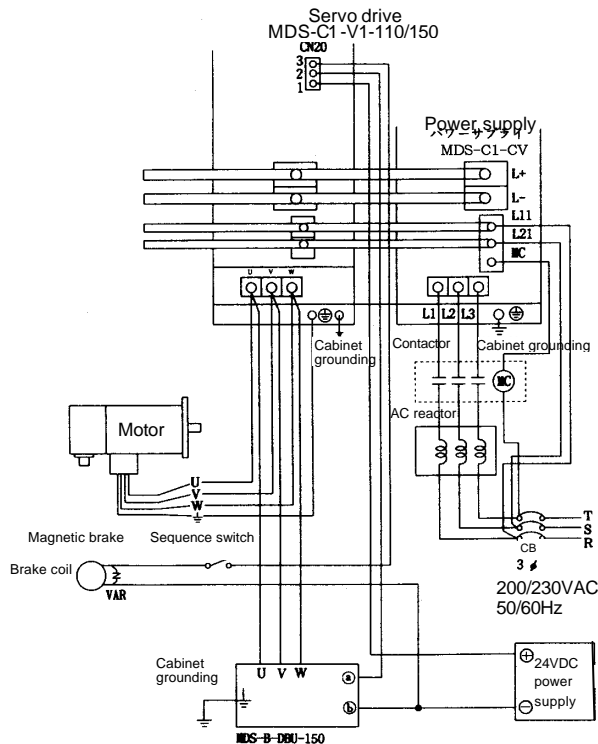 Servo drive
MDS-C1-V1-110/150
CN20
3
2
1
Power supply
パワーサプライ
MDS-C1-CV
L+
L-
L11
L21
MC
U V W
L1 L2 L3
Cabinet
grounding
Contactor
Cabinet grounding
MC
AC reactor
Motor
U
V
W
T
S
R
CB
3 ø
200/230VAC
50/60Hz
Magnetic brake
Sequence switch
Brake coil
VAR
Cabinet
grounding
U V W
a
b
MDS-B-DBU-150
+
24VDC
power
supply
−